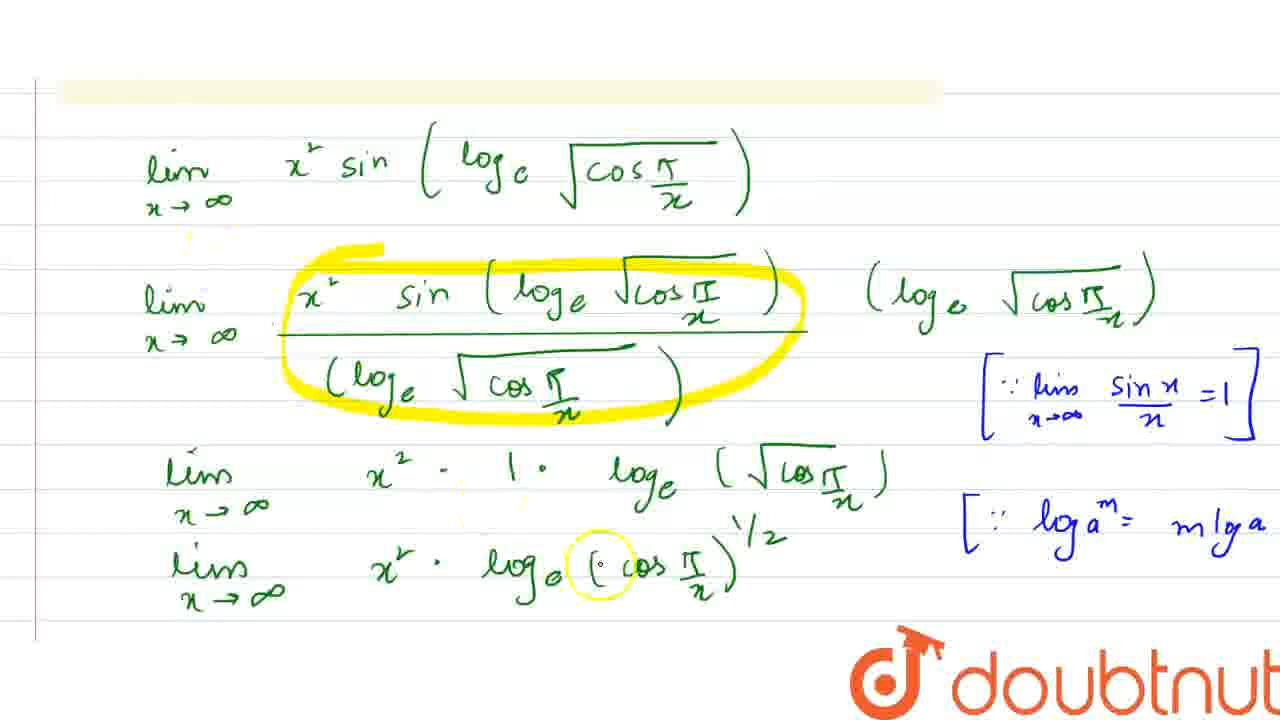 lim x→∞ x² sin (log_e √(cos π/x))
lim x→∞ x² sin (log_e √(cos π/x)) / (log_e √(cos π/x)) (log_e √(cos π/x))
[∵ lim x→∞ sin x / x = 1]
lim x→∞ x² · 1 · log_e (√(cos π/x))
[∵ log a^m = m lg a
lim x→∞ x² · log_e (cos π/x)^1/2
doubtnut